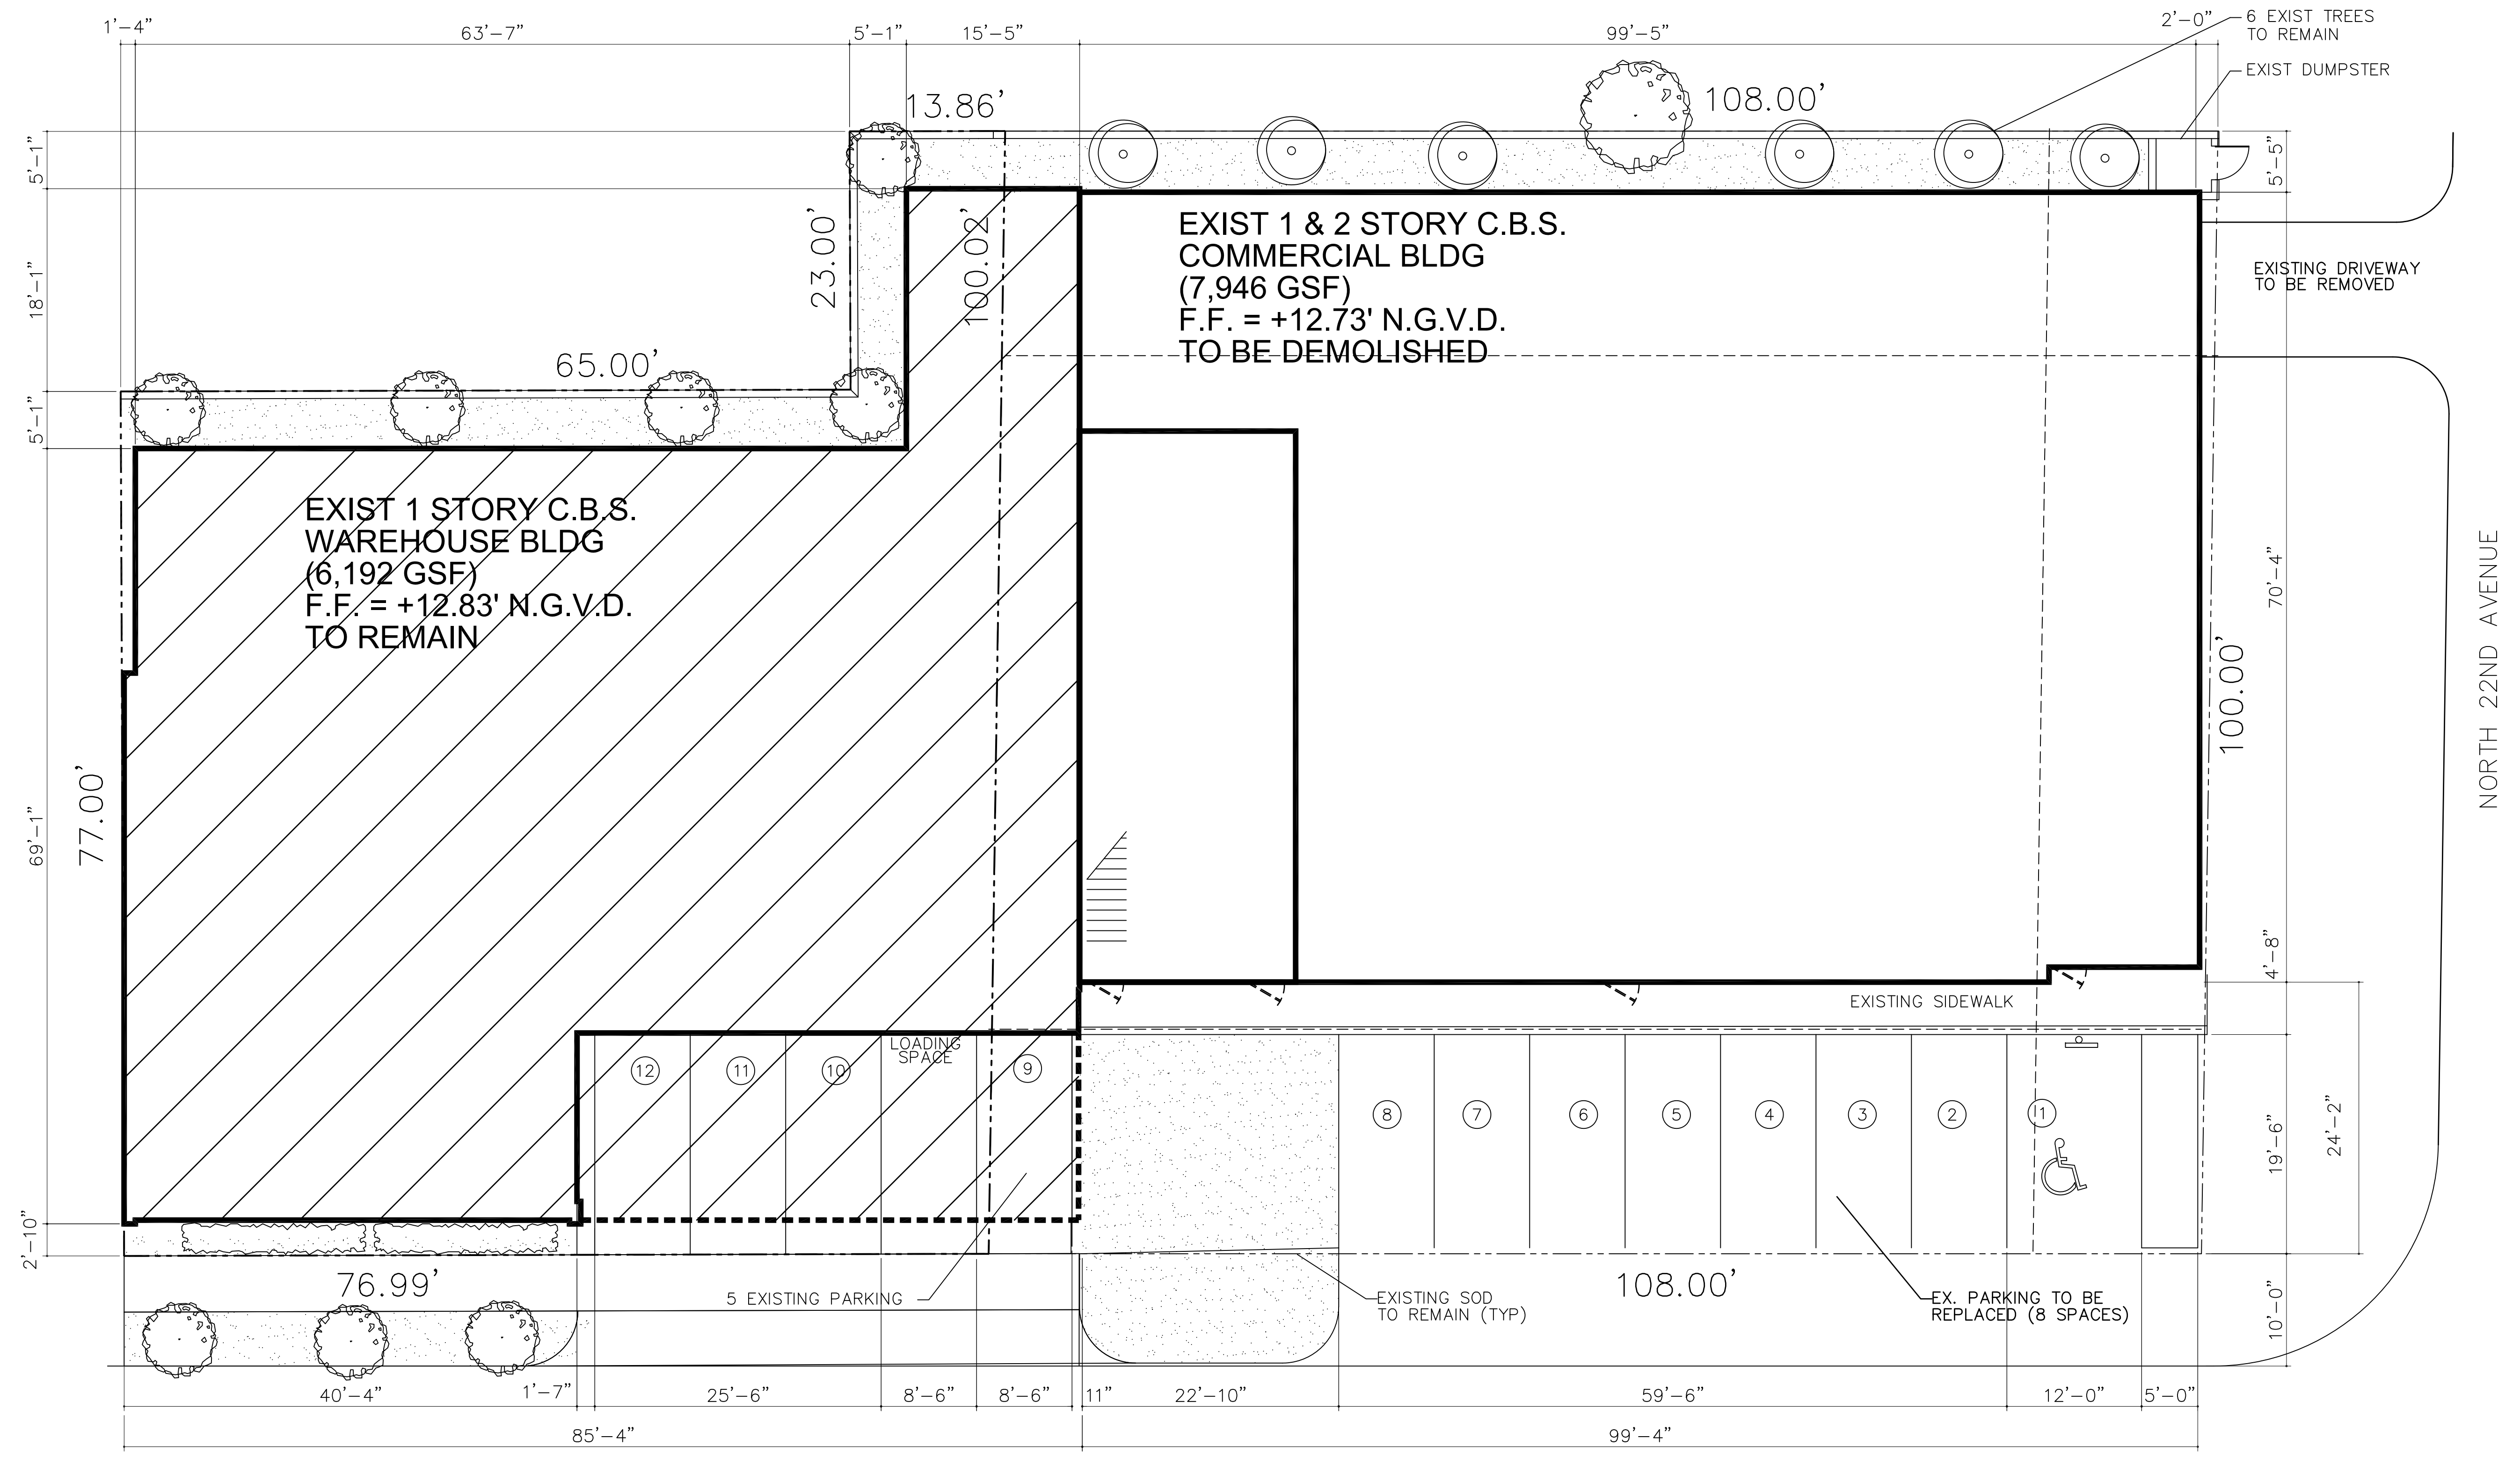 1'-4"
63'-7"
5'-1"
15'-5"
99'-5"
2'-0"
6 EXIST TREES
TO REMAIN
EXIST DUMPSTER
13.86'
108.00'
5'-1"
5'-5"
23.00'
100.02'
EXIST 1 & 2 STORY C.B.S.
COMMERCIAL BLDG
(7,946 GSF)
F.F. = +12.73' N.G.V.D.
TO BE DEMOLISHED
EXISTING DRIVEWAY
TO BE REMOVED
18'-1"
65.00'
5'-1"
EXIST 1 STORY C.B.S.
WAREHOUSE BLDG
(6,192 GSF)
F.F. = +12.83' N.G.V.D.
TO REMAIN
70'-4"
NORTH 22ND AVENUE
100.00'
77.00'
69'-1"
4'-8"
EXISTING SIDEWALK
LOADING
SPACE
12
11
10
9
8
7
6
5
4
3
2
1
19'-6"
24'-2"
2'-10"
76.99'
5 EXISTING PARKING
EXISTING SOD
TO REMAIN (TYP)
108.00'
EX. PARKING TO BE
REPLACED (8 SPACES)
10'-0"
40'-4"
1'-7"
25'-6"
8'-6"
8'-6"
11"
22'-10"
59'-6"
12'-0"
5'-0"
85'-4"
99'-4"